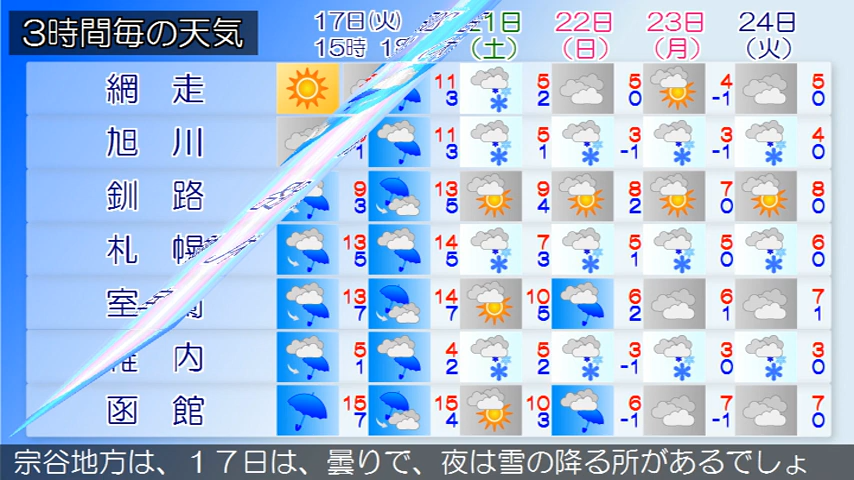 3時間毎の天気
17日(火) 21日 22日 23日 24日
15時 (土) (日) (月) (火)
網走 11 3 5 2 5 0 4 -1 5 0
旭川 1 11 3 5 1 3 -1 3 -1 4 0
釧路 9 3 13 5 9 4 8 2 7 0 8 0
札幌 13 5 14 5 7 3 5 1 5 0 6 0
室蘭 13 7 14 7 10 5 6 2 6 1 7 1
稚内 5 1 4 2 5 2 3 -1 3 0 3 0
函館 15 7 15 4 10 3 6 -1 7 -1 7 0
宗谷地方は、17日は、曇りで、夜は雪の降る所があるでしょ